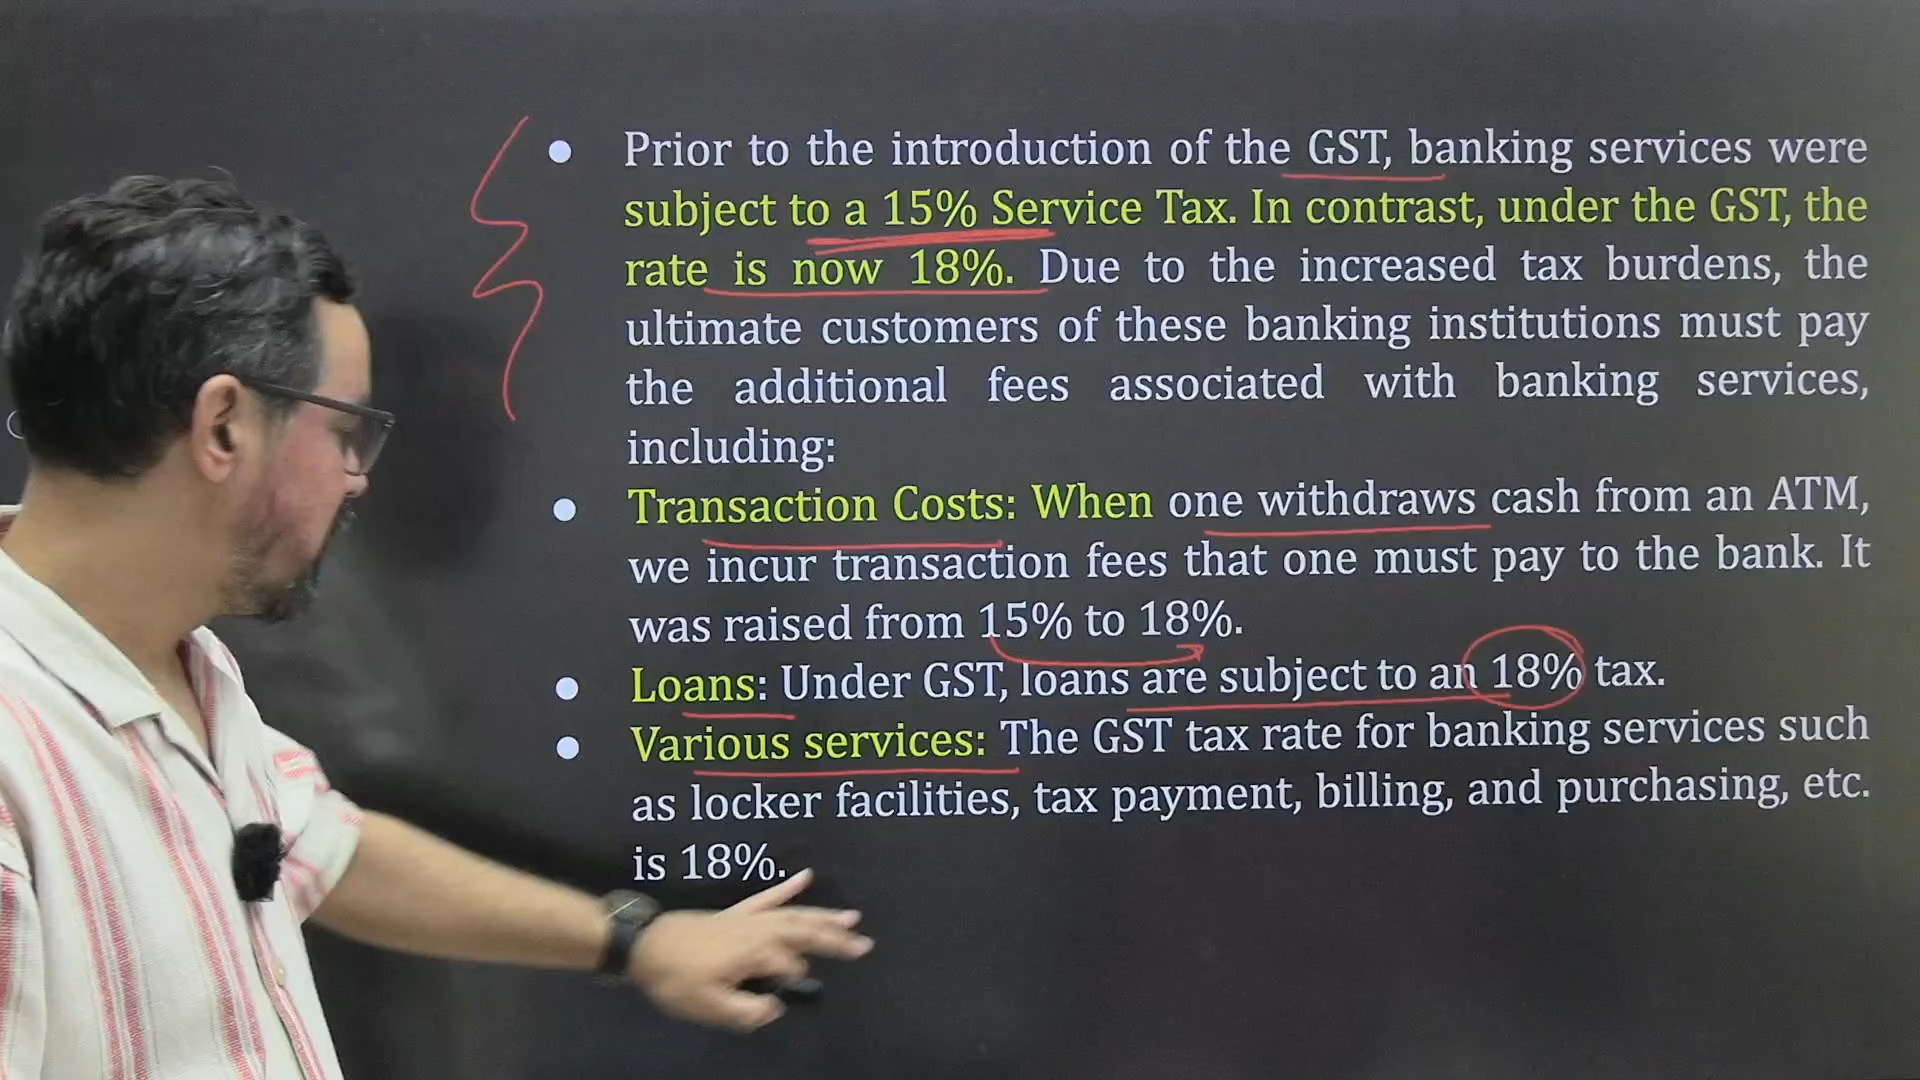 Prior to the introduction of the GST, banking services were
subject to a 15% Service Tax. In contrast, under the GST, the
rate is now 18%. Due to the increased tax burdens, the
ultimate customers of these banking institutions must pay
the additional fees associated with banking services,
including:
Transaction Costs: When one withdraws cash from an ATM,
we incur transaction fees that one must pay to the bank. It
was raised from 15% to 18%.
Loans: Under GST, loans are subject to an 18% tax.
Various services: The GST tax rate for banking services such
as locker facilities, tax payment, billing, and purchasing, etc.
is 18%.